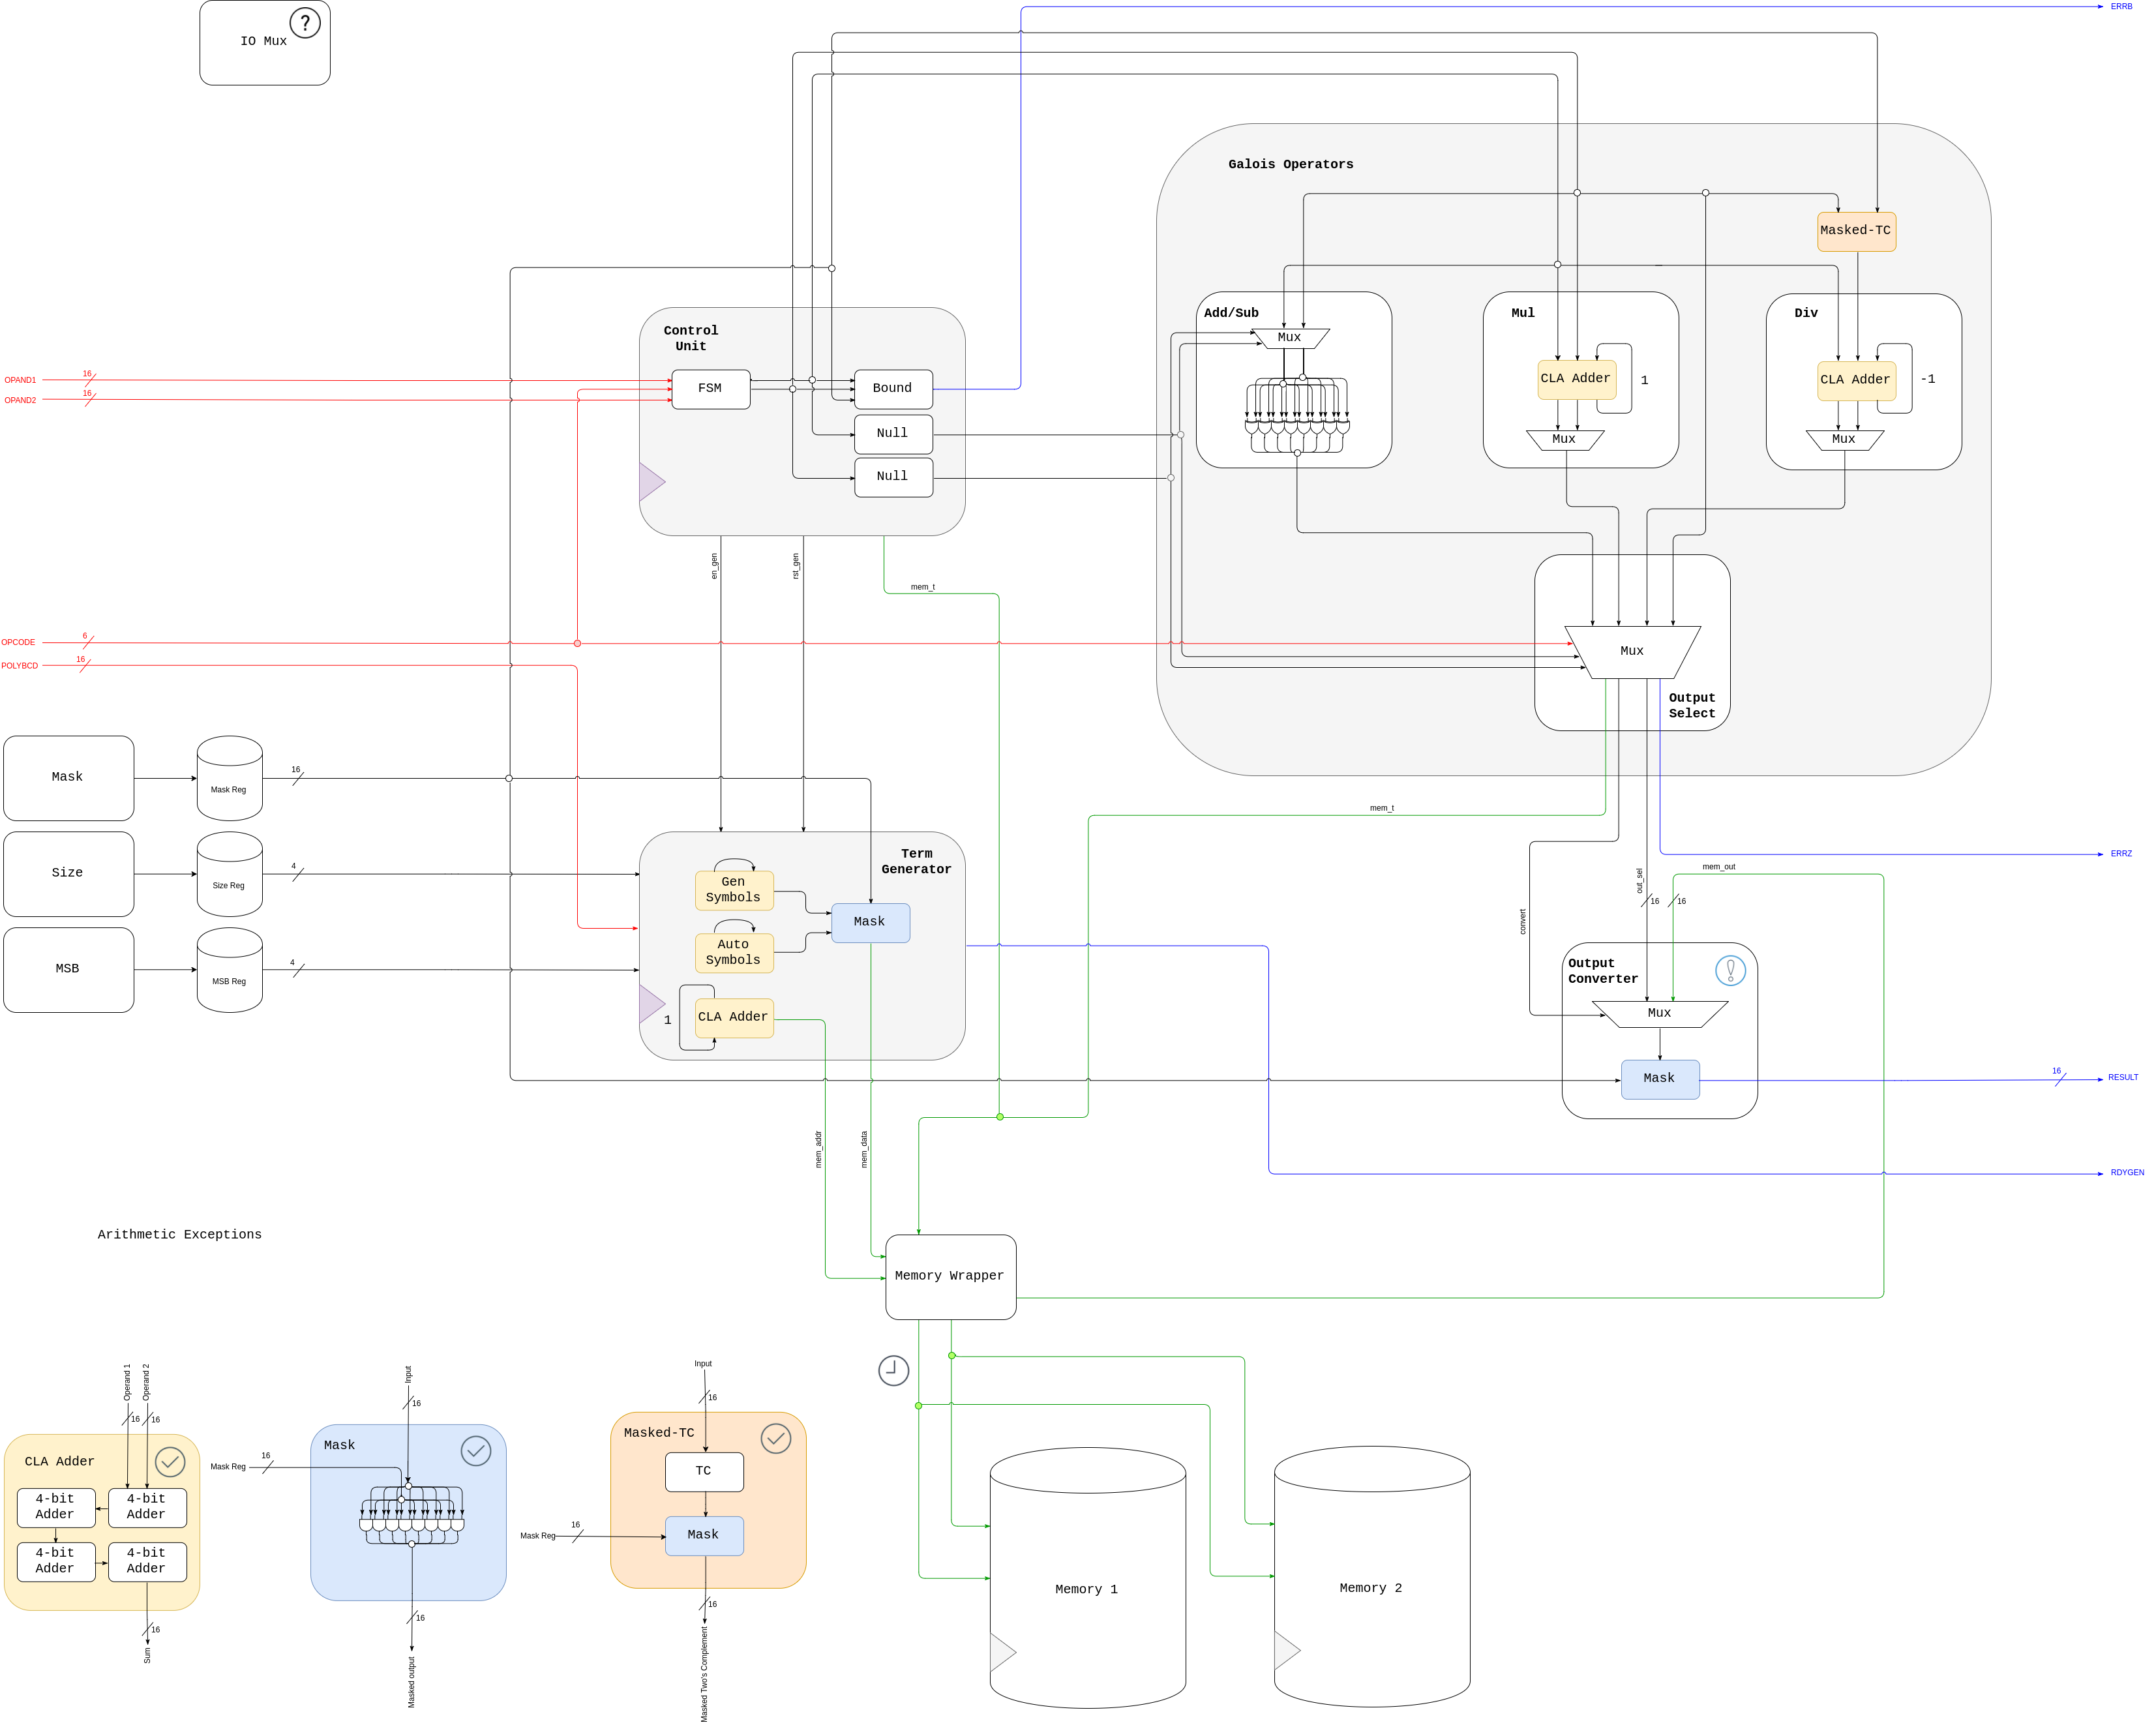 IO Mux
?
ERRB
Galois Operators
Masked-TC
Add/Sub
Mux
Mul
CLA Adder
1
Mux
Div
CLA Adder
-1
Mux
Control
Unit
FSM
Bound
Null
Null
OPAND1
16
OPAND2
16
en_gen
rst_gen
mem_t
OPCODE
6
POLYBCD
16
Mux
Output
Select
Mask
Mask Reg
16
Size
Size Reg
4
MSB
MSB Reg
4
Term
Generator
Gen
Symbols
Auto
Symbols
Mask
CLA Adder
1
mem_t
ERRZ
mem_out
out_sel
16
16
convert
Output
Converter
Mux
Mask
16
RESULT
RDYGEN
mem_addr
mem_data
Memory Wrapper
Arithmetic Exceptions
Operand 1
Operand 2
16
16
CLA Adder
4-bit
Adder
4-bit
Adder
4-bit
Adder
4-bit
Adder
16
Sum
Input
16
Mask
Mask Reg
16
16
Masked output
Input
16
Masked-TC
TC
Mask
Mask Reg
16
16
Masked Two's Complement
Memory 1
Memory 2